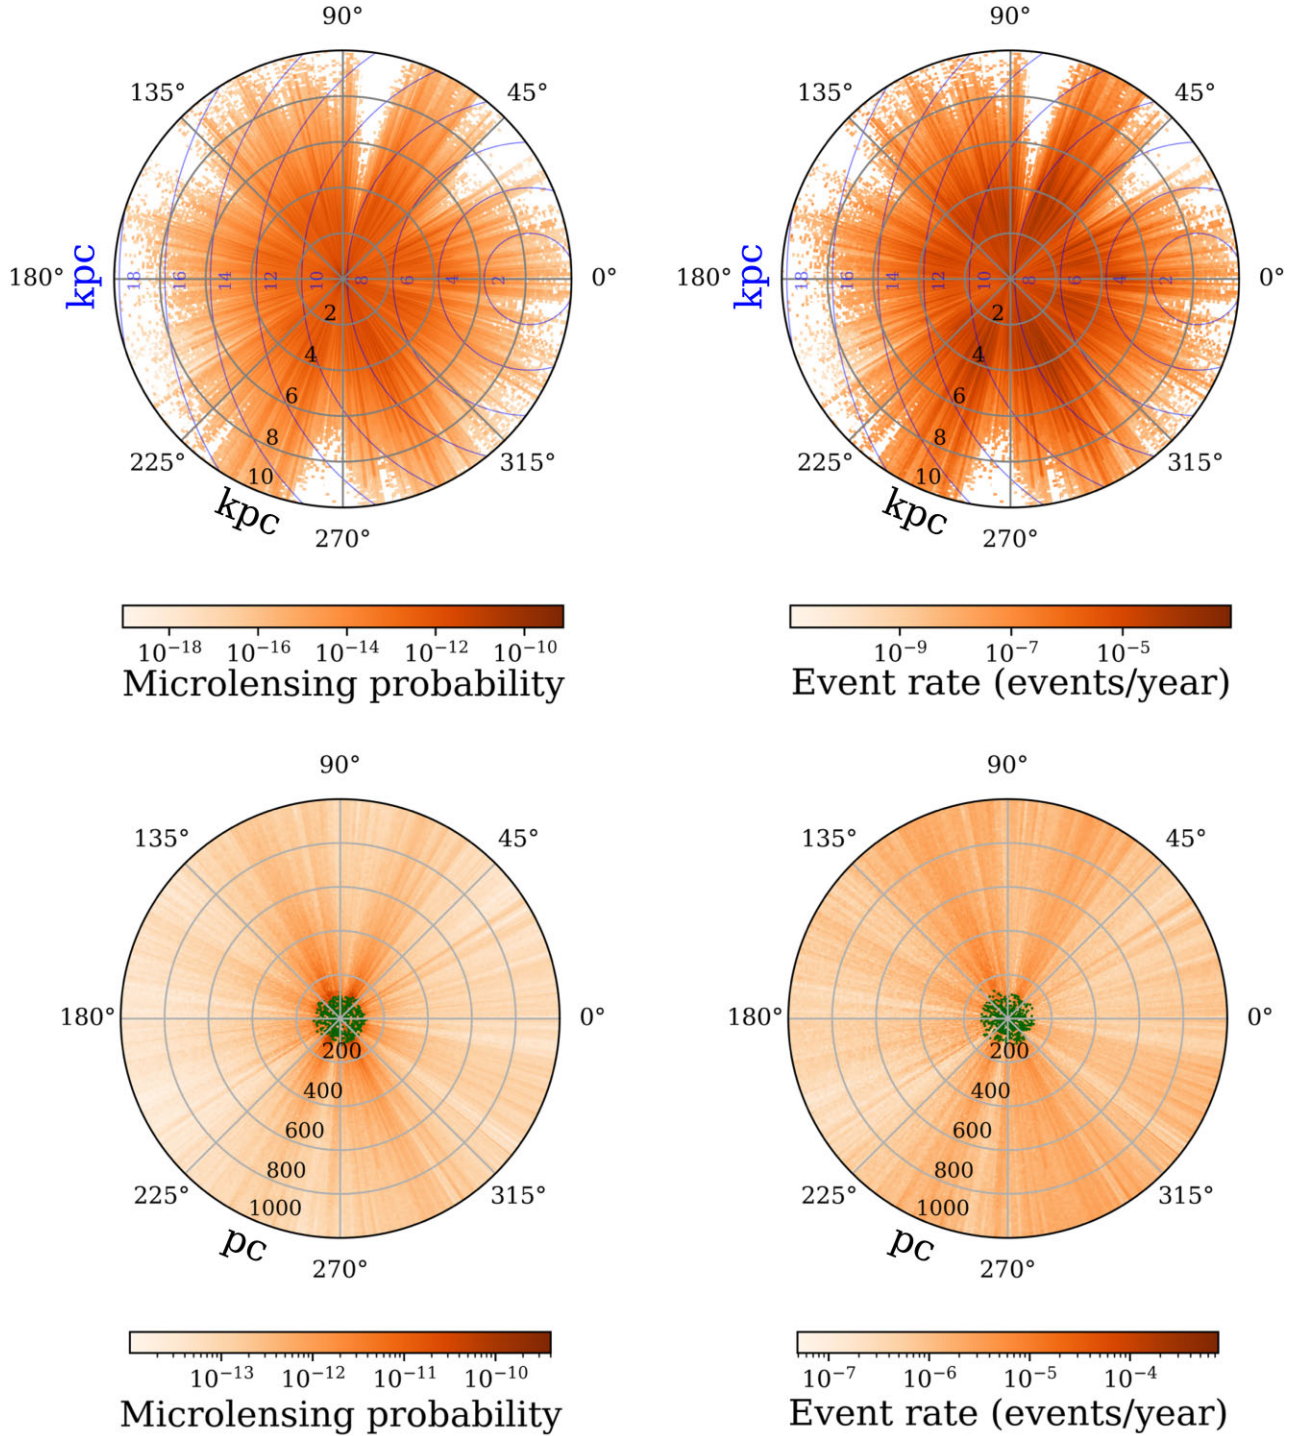 90° 90°
135° 45° 135° 45°
kpc kpc
180° 18 16 14 12 10 8 6 4 2 0° 180° 18 16 14 12 10 8 6 4 2 0°
2 2
4 4
6 6
8 8
10 10
225° 315° 225° 315°
kpc kpc
270° 270°
10⁻¹⁸ 10⁻¹⁶ 10⁻¹⁴ 10⁻¹² 10⁻¹⁰ 10⁻⁹ 10⁻⁷ 10⁻⁵
Microlensing probability Event rate (events/year)
90° 90°
135° 45° 135° 45°
180° 0° 180° 0°
200 200
400 400
600 600
800 800
1000 1000
225° 315° 225° 315°
pc pc
270° 270°
10⁻¹³ 10⁻¹² 10⁻¹¹ 10⁻¹⁰ 10⁻⁷ 10⁻⁶ 10⁻⁵ 10⁻⁴
Microlensing probability Event rate (events/year)